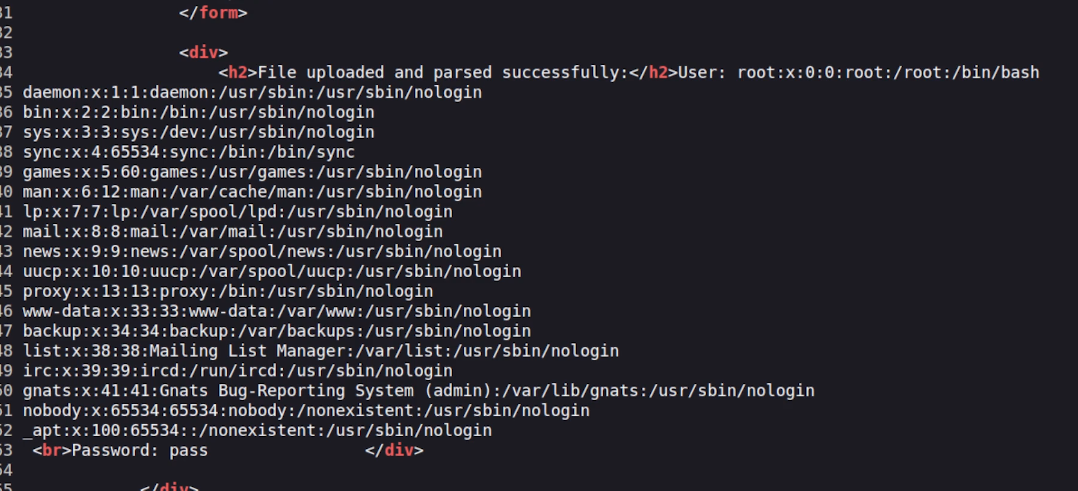 31 </form>
32
33 <div>
34 <h2>File uploaded and parsed successfully:</h2>User: root:x:0:0:root:/root:/bin/bash
35 daemon:x:1:1:daemon:/usr/sbin:/usr/sbin/nologin
36 bin:x:2:2:bin:/bin:/usr/sbin/nologin
37 sys:x:3:3:sys:/dev:/usr/sbin/nologin
38 sync:x:4:65534:sync:/bin:/bin/sync
39 games:x:5:60:games:/usr/games:/usr/sbin/nologin
40 man:x:6:12:man:/var/cache/man:/usr/sbin/nologin
41 lp:x:7:7:lp:/var/spool/lpd:/usr/sbin/nologin
42 mail:x:8:8:mail:/var/mail:/usr/sbin/nologin
43 news:x:9:9:news:/var/spool/news:/usr/sbin/nologin
44 uucp:x:10:10:uucp:/var/spool/uucp:/usr/sbin/nologin
45 proxy:x:13:13:proxy:/bin:/usr/sbin/nologin
46 www-data:x:33:33:www-data:/var/www:/usr/sbin/nologin
47 backup:x:34:34:backup:/var/backups:/usr/sbin/nologin
48 list:x:38:38:Mailing List Manager:/var/list:/usr/sbin/nologin
49 irc:x:39:39:ircd:/run/ircd:/usr/sbin/nologin
50 gnats:x:41:41:Gnats Bug-Reporting System (admin):/var/lib/gnats:/usr/sbin/nologin
51 nobody:x:65534:65534:nobody:/nonexistent:/usr/sbin/nologin
52 _apt:x:100:65534::/nonexistent:/usr/sbin/nologin
53 <br>Password: pass </div>
54
55 </div>